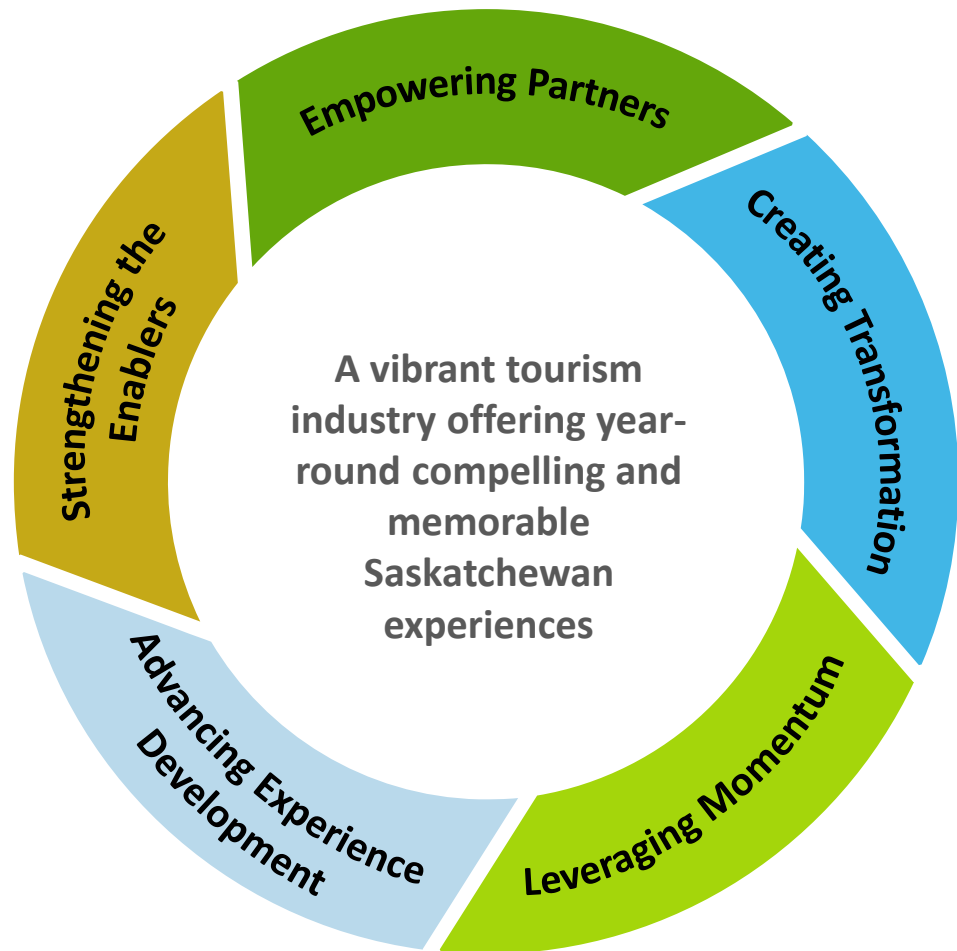 Empowering Partners
Creating Transformation
Leveraging Momentum
Advancing Experience
Development
Strengthening the
Enablers
A vibrant tourism
industry offering year-
round compelling and
memorable
Saskatchewan
experiences